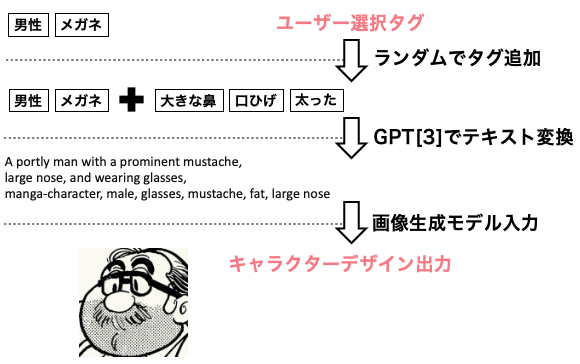 ユーザー選択タグ
男性 メガネ
ランダムでタグ追加
男性 メガネ + 大きな鼻 口ひげ 太った
GPT[3]でテキスト変換
A portly man with a prominent mustache,
large nose, and wearing glasses,
manga-character, male, glasses, mustache, fat, large nose
画像生成モデル入力
キャラクターデザイン出力